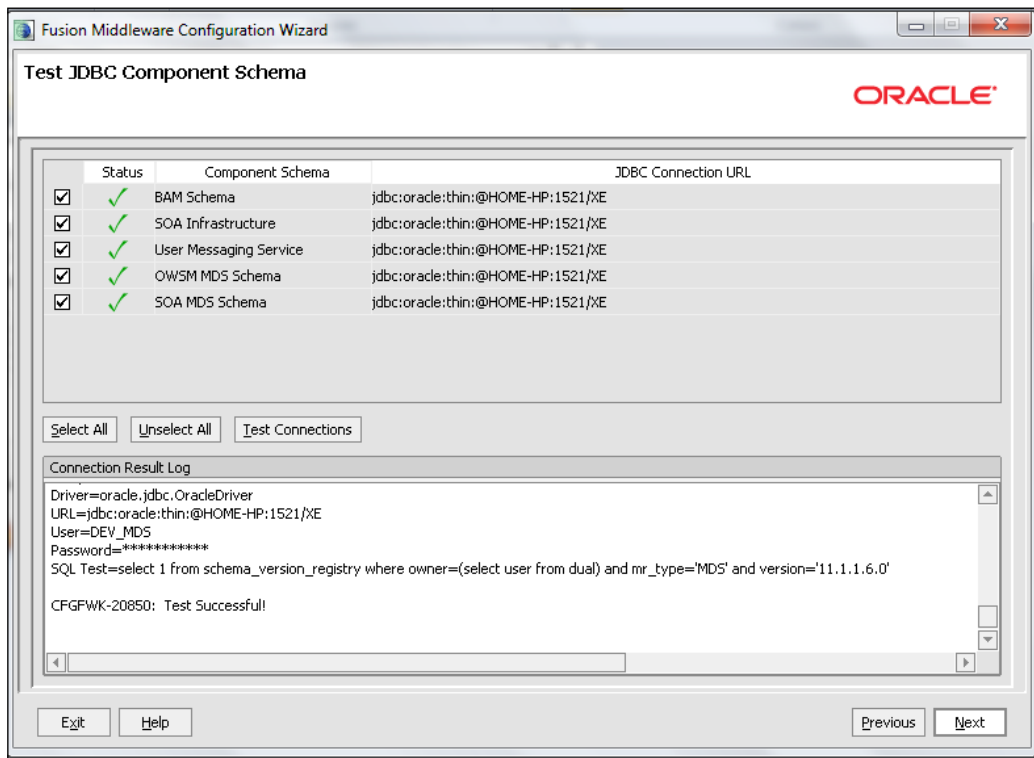 Fusion Middleware Configuration Wizard
Test JDBC Component Schema
ORACLE
Status Component Schema JDBC Connection URL
BAM Schema jdbc:oracle:thin:@HOME-HP:1521/XE
SOA Infrastructure jdbc:oracle:thin:@HOME-HP:1521/XE
User Messaging Service jdbc:oracle:thin:@HOME-HP:1521/XE
OWSM MDS Schema jdbc:oracle:thin:@HOME-HP:1521/XE
SOA MDS Schema jdbc:oracle:thin:@HOME-HP:1521/XE
Select All Unselect All Test Connections
Connection Result Log
Driver=oracle.jdbc.OracleDriver
URL=jdbc:oracle:thin:@HOME-HP:1521/XE
User=DEV_MDS
Password=***********
SQL Test=select 1 from schema_version_registry where owner=(select user from dual) and mr_type='MDS' and version='11.1.1.6.0'
CFGFWK-20850: Test Successful!
Exit Help Previous Next